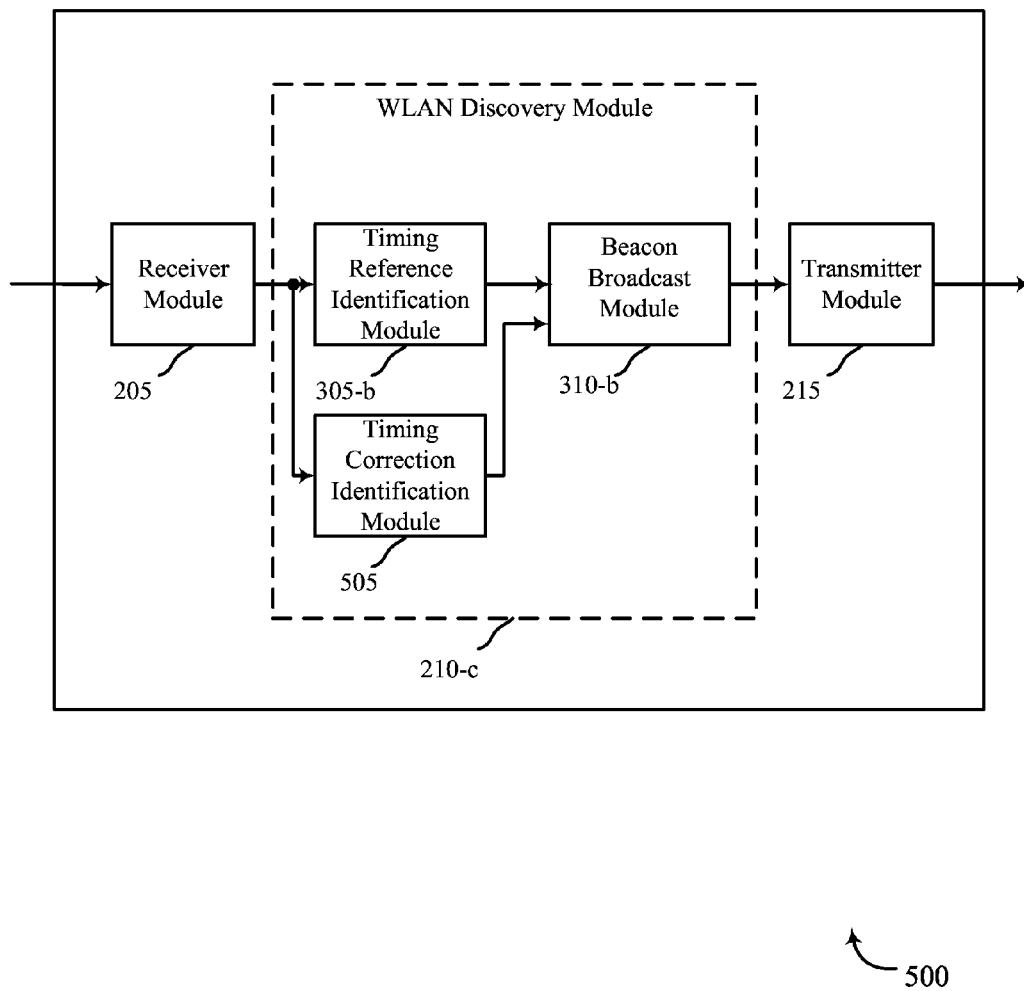 WLAN Discovery Module
Receiver
Module
205
Timing
Reference
Identification
Module
305-b
Beacon
Broadcast
Module
310-b
Transmitter
Module
215
Timing
Correction
Identification
Module
505
210-c
500